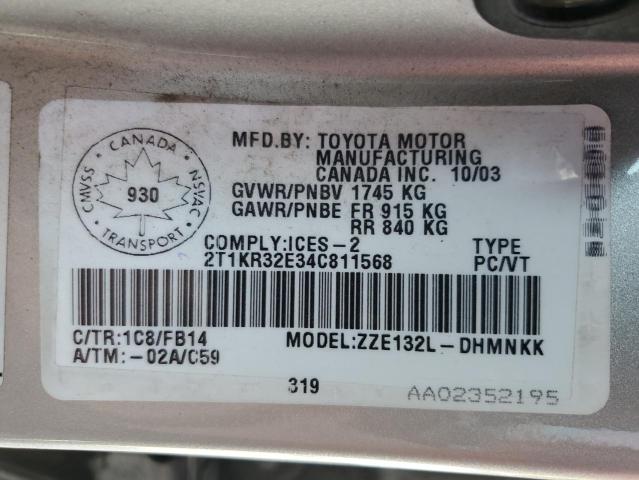 CANADA
CMVSS
NSVAC
930
TRANSPORT
MFD.BY: TOYOTA MOTOR
MANUFACTURING
CANADA INC. 10/03
GVWR/PNBV 1745 KG
GAWR/PNBE FR 915 KG
RR 840 KG
COMPLY:ICES-2 TYPE
2T1KR32E34C811568 PC/VT
C/TR:1C8/FB14 MODEL:ZZE132L-DHMNKK
A/TM:-02A/C59
319
AA02352195